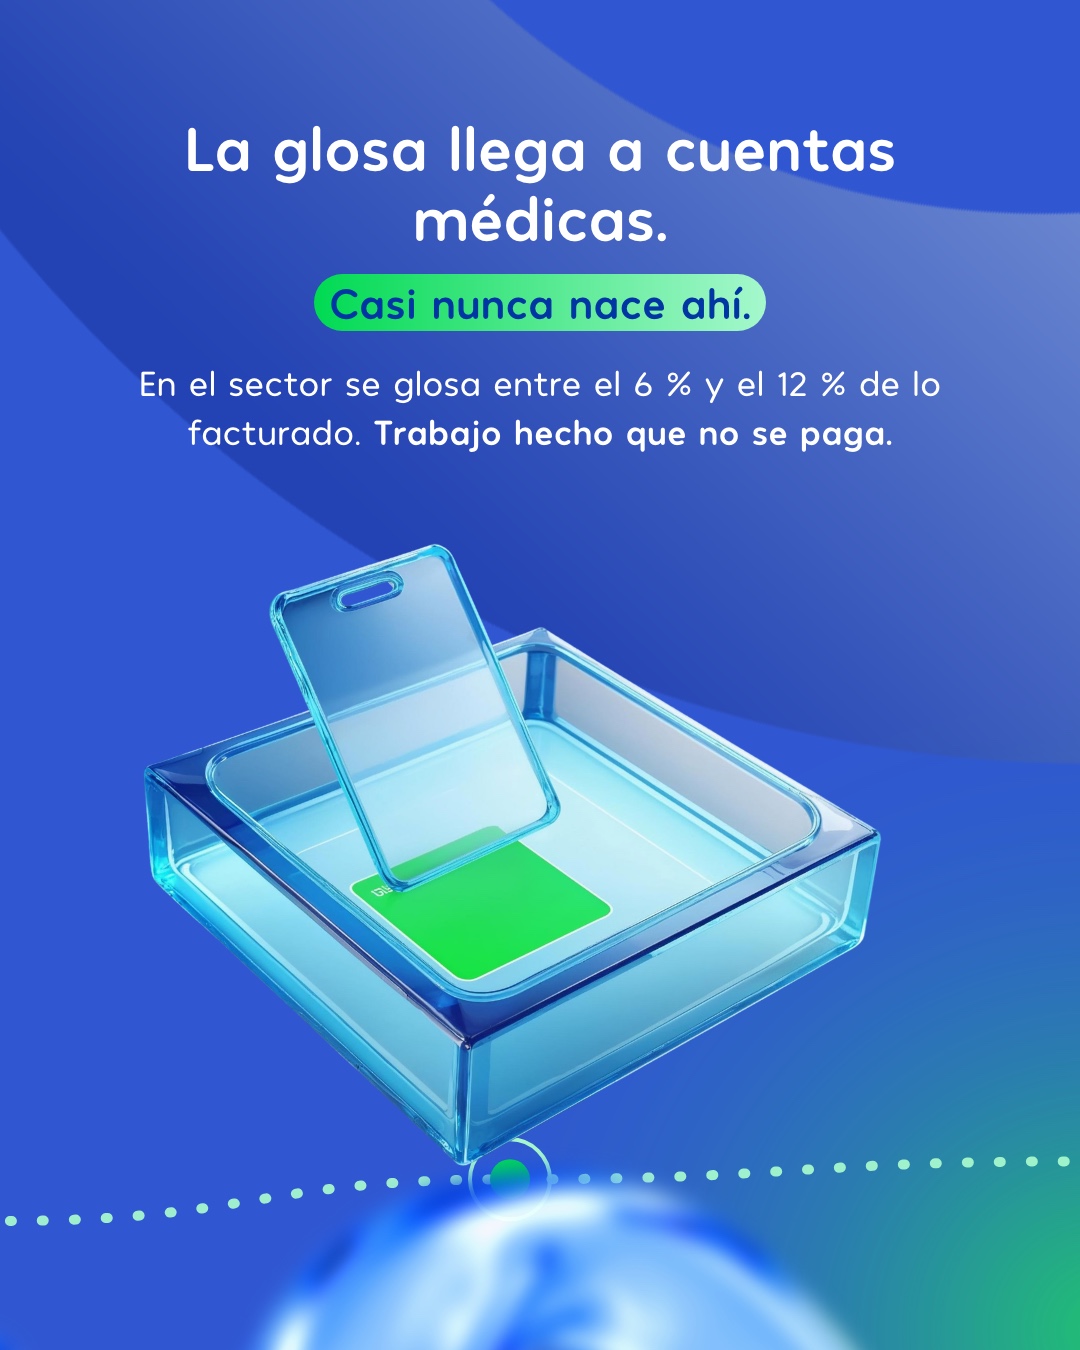 La glosa llega a cuentas
médicas.
Casi nunca nace ahí.
En el sector se glosa entre el 6 % y el 12 % de lo
facturado. Trabajo hecho que no se paga.